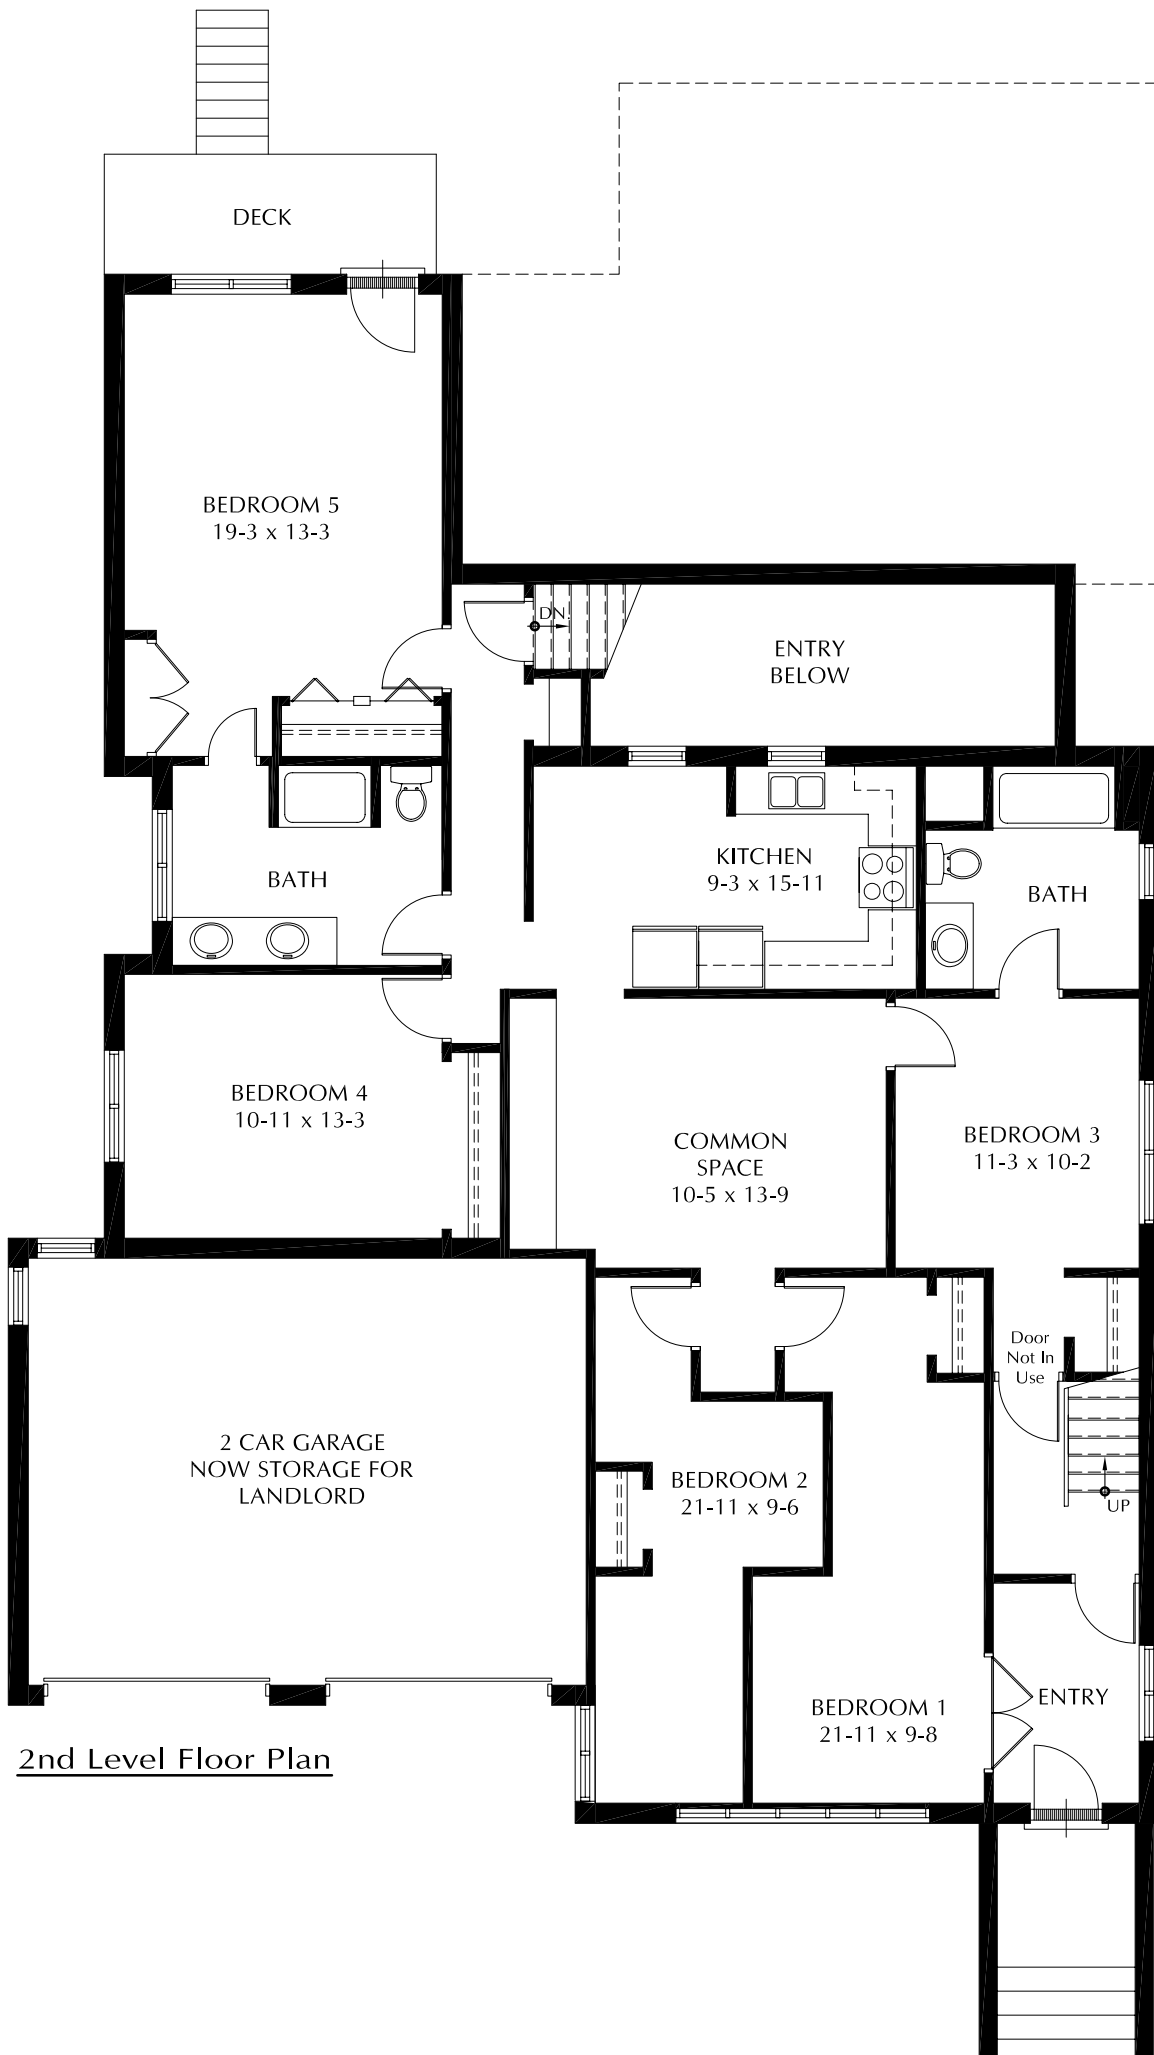 DECK
BEDROOM 5
19-3 x 13-3
DN.
ENTRY
BELOW
KITCHEN
9-3 x 15-11
BATH
BATH
BEDROOM 4
10-11 x 13-3
COMMON
SPACE
10-5 x 13-9
BEDROOM 3
11-3 x 10-2
Door
Not In
Use
2 CAR GARAGE
NOW STORAGE FOR
LANDLORD
BEDROOM 2
21-11 x 9-6
UP
BEDROOM 1
21-11 x 9-8
ENTRY
2nd Level Floor Plan